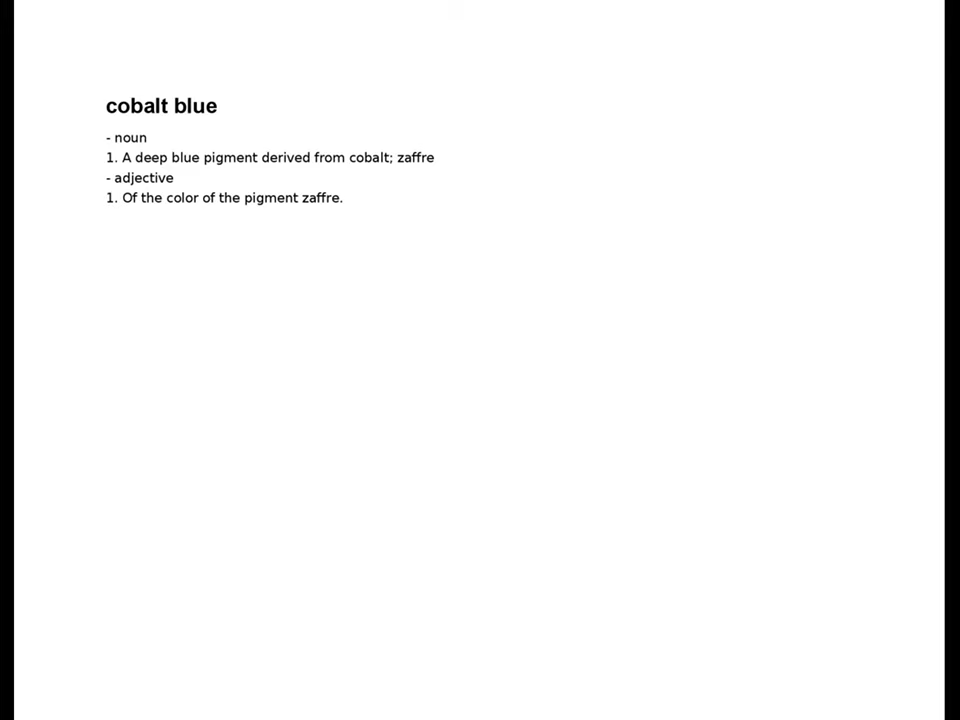 cobalt blue
- noun
1. A deep blue pigment derived from cobalt; zaffre
- adjective
1. Of the color of the pigment zaffre.